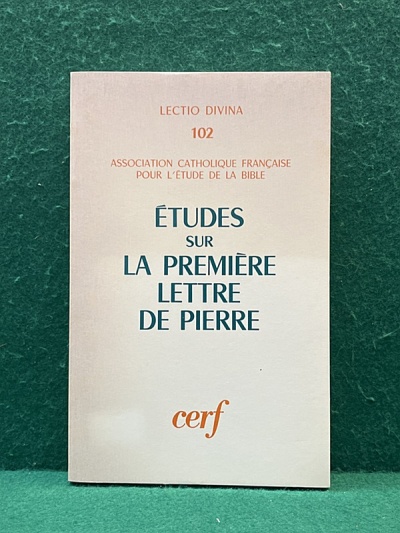 LECTIO DIVINA
102
ASSOCIATION CATHOLIQUE FRANÇAISE
POUR L'ÉTUDE DE LA BIBLE
ÉTUDES
SUR
LA PREMIÈRE
LETTRE
DE PIERRE
cerf